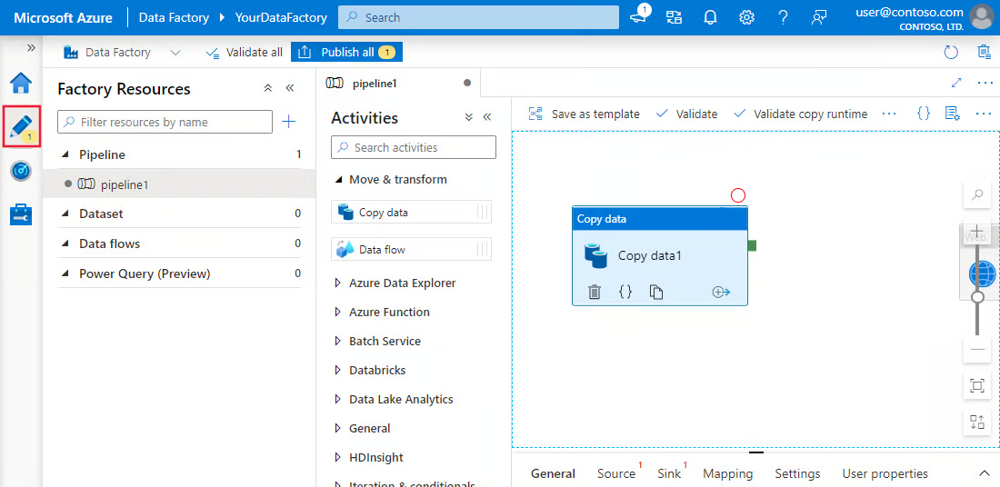 Microsoft Azure
Data Factory
YourDataFactory
Search
1
user@contoso.com
CONTOSO, LTD.
Data Factory
Validate all
Publish all 1
1
Factory Resources
Filter resources by name
Pipeline 1
pipeline1
Dataset 0
Data flows 0
Power Query (Preview) 0
pipeline1
Activities
Search activities
Move & transform
Copy data
Data flow
Azure Data Explorer
Azure Function
Batch Service
Databricks
Data Lake Analytics
General
HDInsight
Iteration & conditionals
Save as template
Validate
Validate copy runtime
Copy data
Copy data1
Web
General
Source 1
Sink 1
Mapping
Settings
User properties